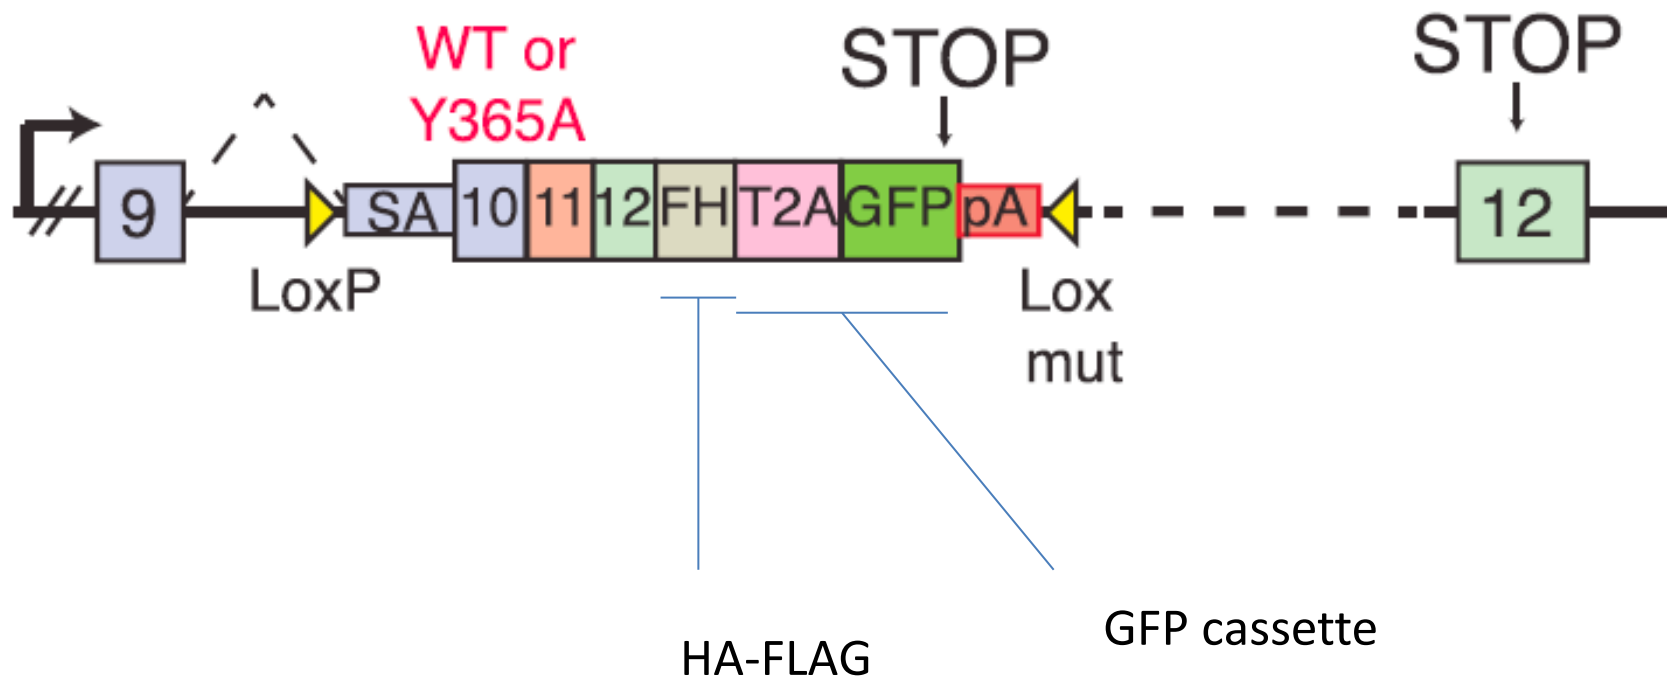 WT or
Y365A
STOP
STOP
9
SA
10
11
12
FH
T2A
GFP
pA
12
LoxP
Lox
mut
HA-FLAG
GFP cassette